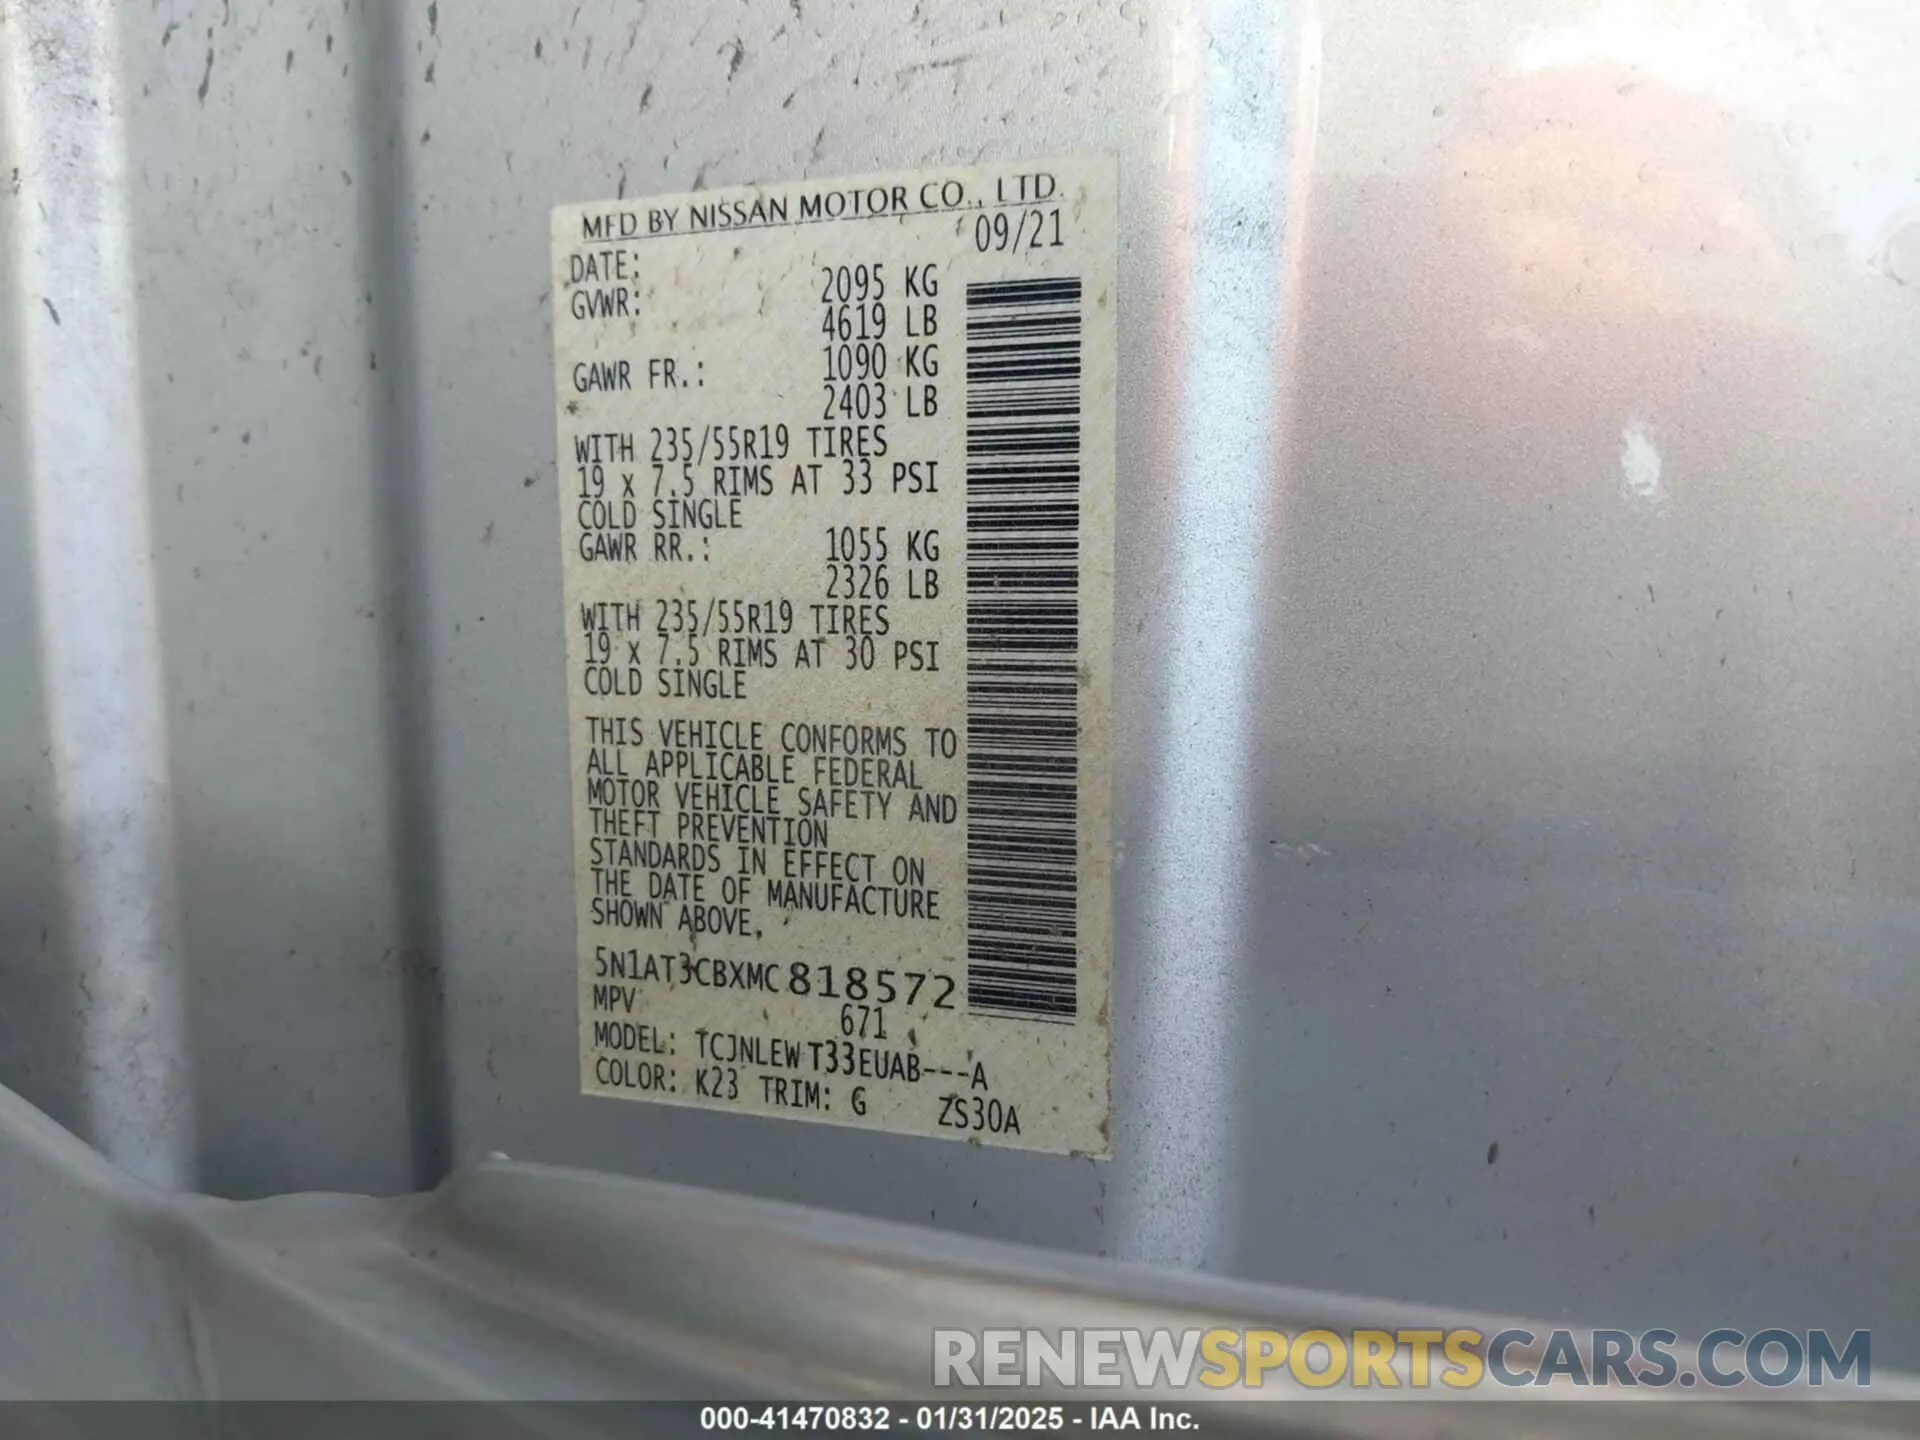 MFD BY NISSAN MOTOR CO., LTD.
DATE: 09/21
GVWR: 2095 KG
4619 LB
GAWR FR.: 1090 KG
2403 LB
WITH 235/55R19 TIRES
19 x 7.5 RIMS AT 33 PSI
COLD SINGLE
GAWR RR.: 1055 KG
2326 LB
WITH 235/55R19 TIRES
19 x 7.5 RIMS AT 30 PSI
COLD SINGLE
THIS VEHICLE CONFORMS TO
ALL APPLICABLE FEDERAL
MOTOR VEHICLE SAFETY AND
THEFT PREVENTION
STANDARDS IN EFFECT ON
THE DATE OF MANUFACTURE
SHOWN ABOVE.
5N1AT3CBXMC818572
MPV 671
MODEL: TCJNLEW T33EUAB---A
COLOR: K23 TRIM: G ZS30A
RENEWSPORTSCARS.COM
000-41470832 - 01/31/2025 - IAA Inc.